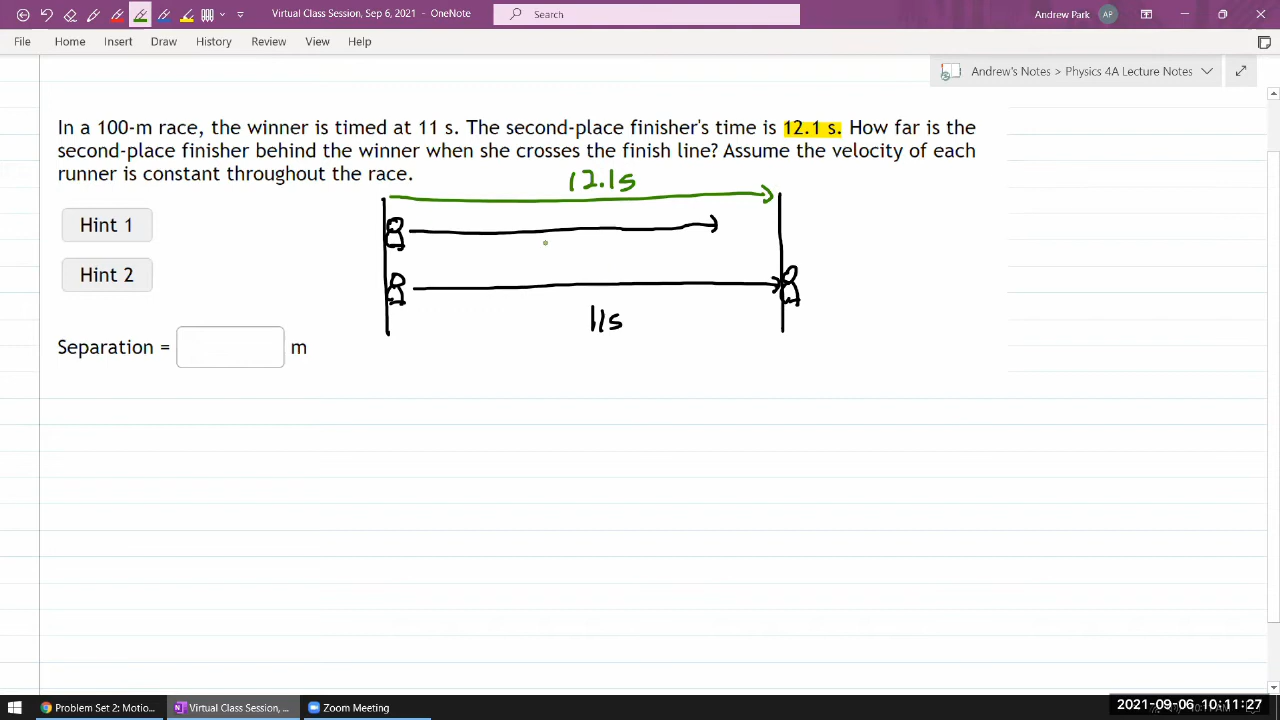 Virtual Class Session, Sep 6, 2021 - OneNote
Search
Andrew Park
AP
File Home Insert Draw History Review View Help
Andrew's Notes > Physics 4A Lecture Notes
In a 100-m race, the winner is timed at 11 s. The second-place finisher's time is 12.1 s. How far is the
second-place finisher behind the winner when she crosses the finish line? Assume the velocity of each
runner is constant throughout the race.
12.1s
Hint 1
Hint 2
11s
Separation = m
Problem Set 2: Motio...
Virtual Class Session, ...
Zoom Meeting
2021-09-06 10:11:27